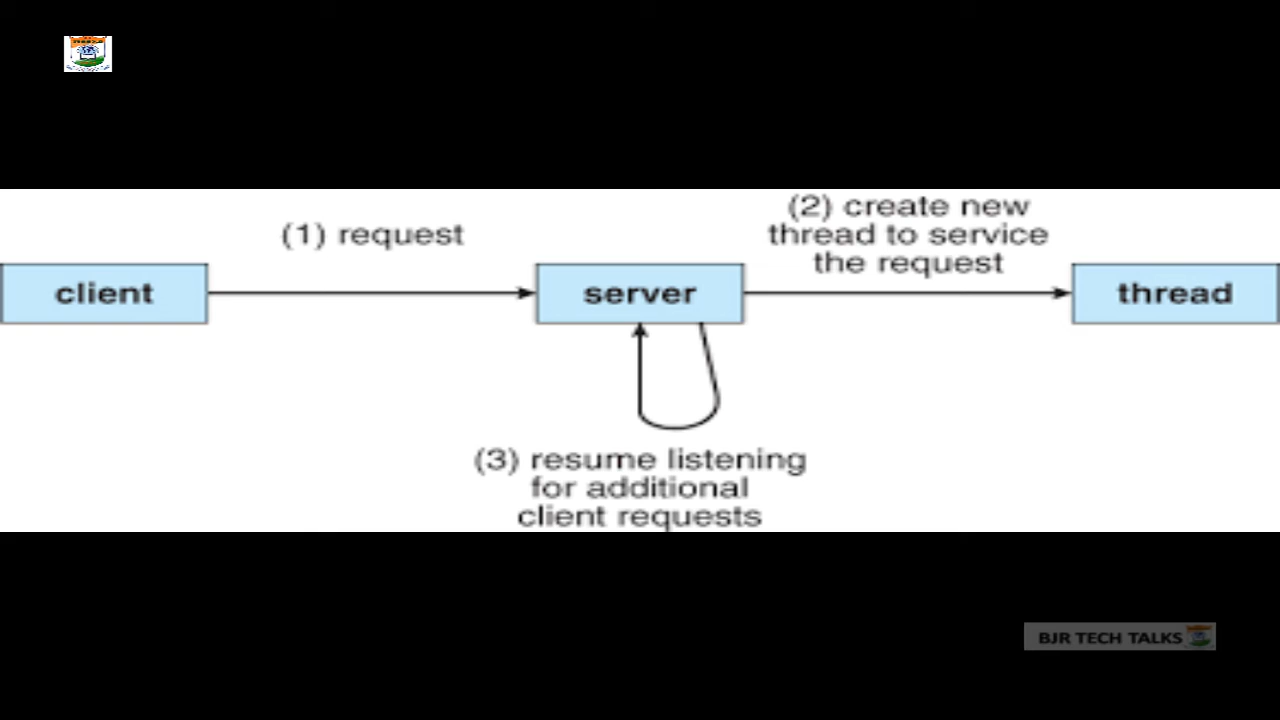 (1) request
(2) create new
thread to service
the request
client
server
thread
(3) resume listening
for additional
client requests
BJR TECH TALKS